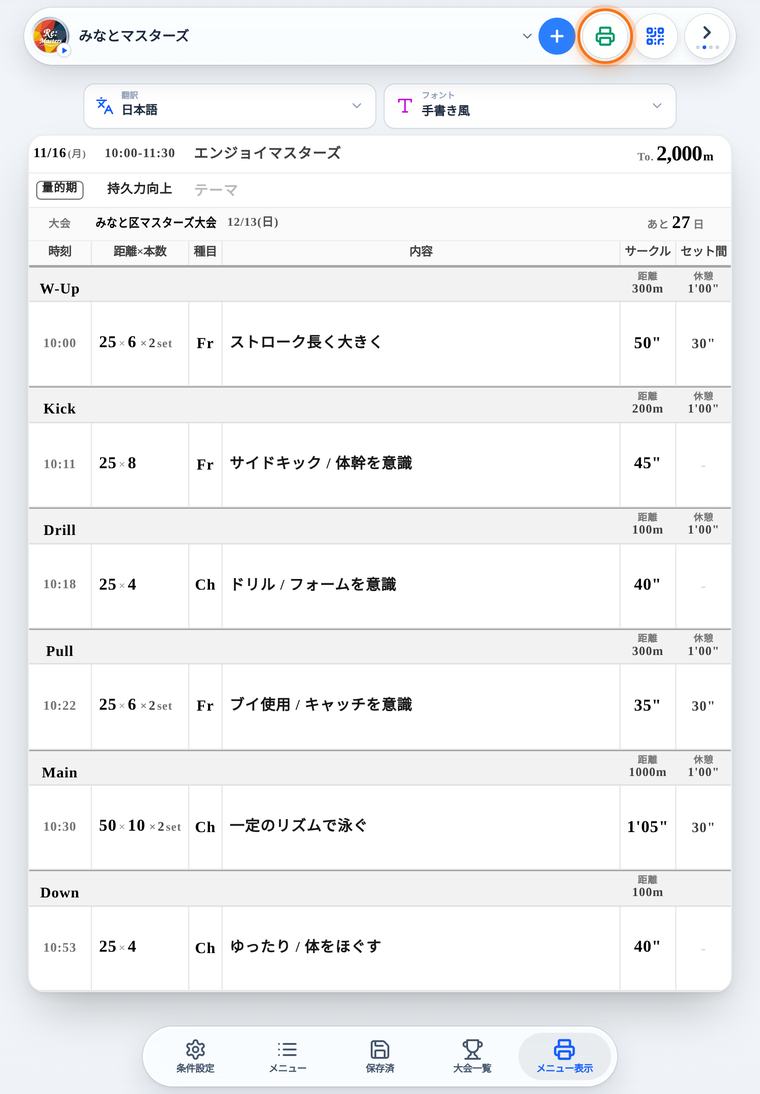 Re:
Masters
みなとマスターズ
翻訳
日本語
フォント
手書き風
11/16(月) 10:00-11:30 エンジョイマスターズ To. 2,000m
量的期 持久力向上 テーマ
大会 みなと区マスターズ大会 12/13(日) あと 27 日
時刻 距離×本数 種目 内容 サークル セット間
W-Up 距離 300m 休憩 1'00"
10:00 25×6×2set Fr ストローク長く大きく 50" 30"
Kick 距離 200m 休憩 1'00"
10:11 25×8 Fr サイドキック / 体幹を意識 45" -
Drill 距離 100m 休憩 1'00"
10:18 25×4 Ch ドリル / フォームを意識 40" -
Pull 距離 300m 休憩 1'00"
10:22 25×6×2set Fr ブイ使用 / キャッチを意識 35" 30"
Main 距離 1000m 休憩 1'00"
10:30 50×10×2set Ch 一定のリズムで泳ぐ 1'05" 30"
Down 距離 100m
10:53 25×4 Ch ゆったり / 体をほぐす 40" -
条件設定 メニュー 保存済 大会一覧 メニュー表示